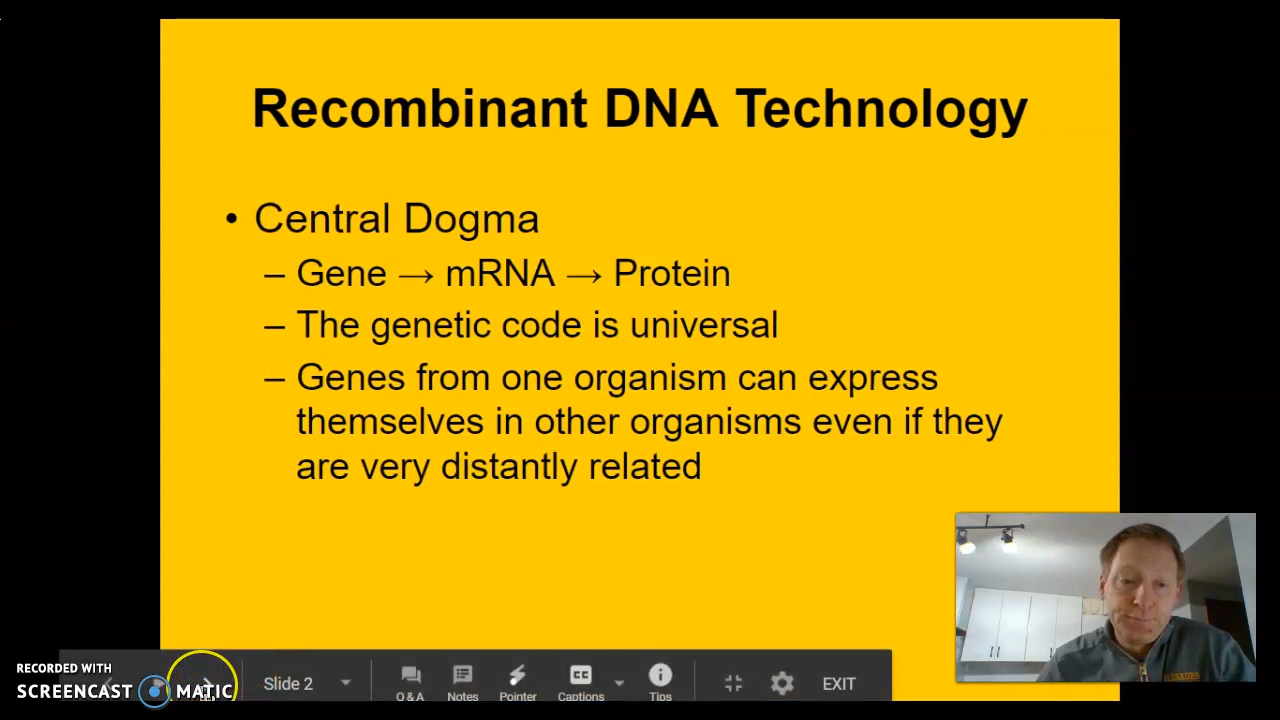 Recombinant DNA Technology
• Central Dogma
– Gene → mRNA → Protein
– The genetic code is universal
– Genes from one organism can express
themselves in other organisms even if they
are very distantly related
RECORDED WITH
SCREENCAST MATIC
Slide 2
Q & A
Notes
Pointer
Captions
Tips
EXIT